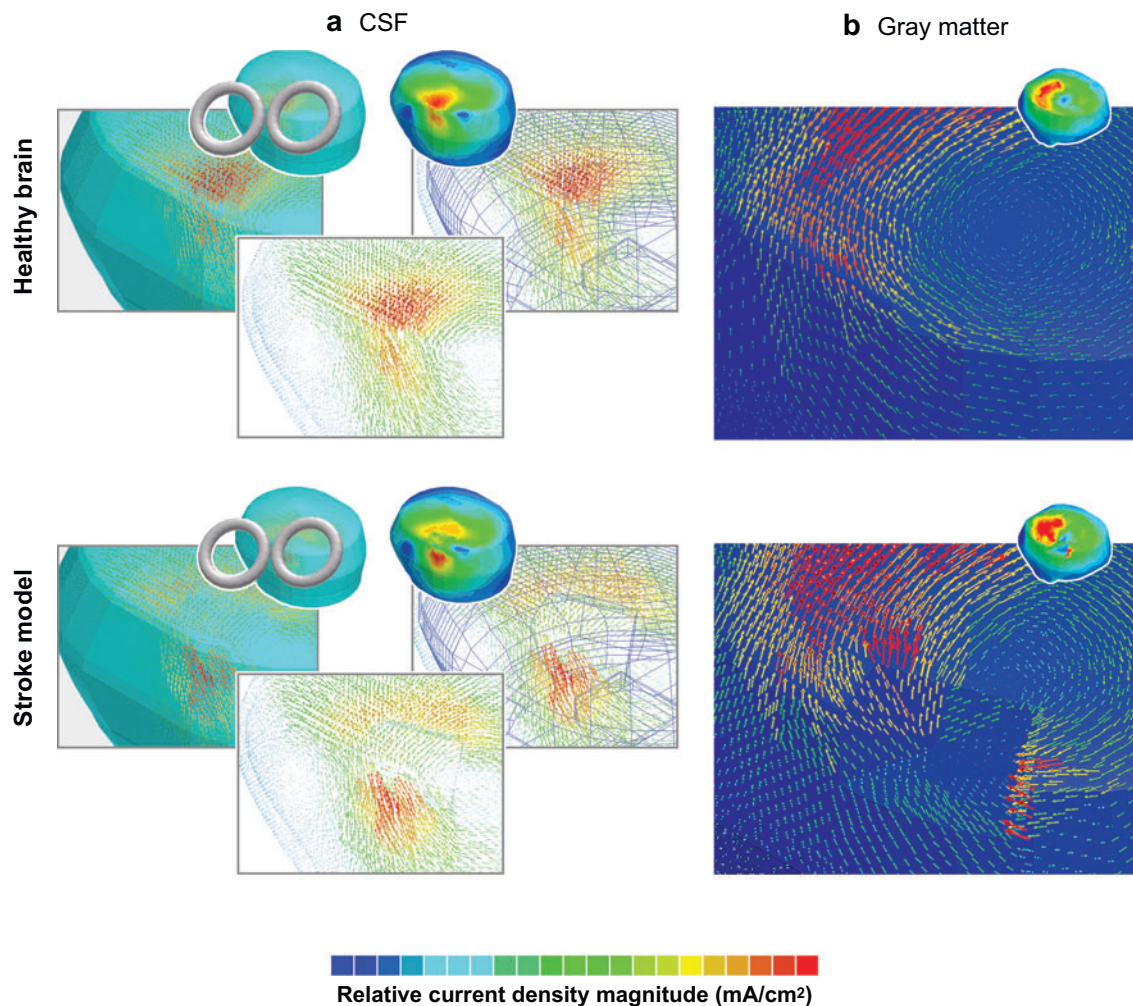 a CSF
b Gray matter
Healthy brain
Stroke model
Relative current density magnitude (mA/cm²)